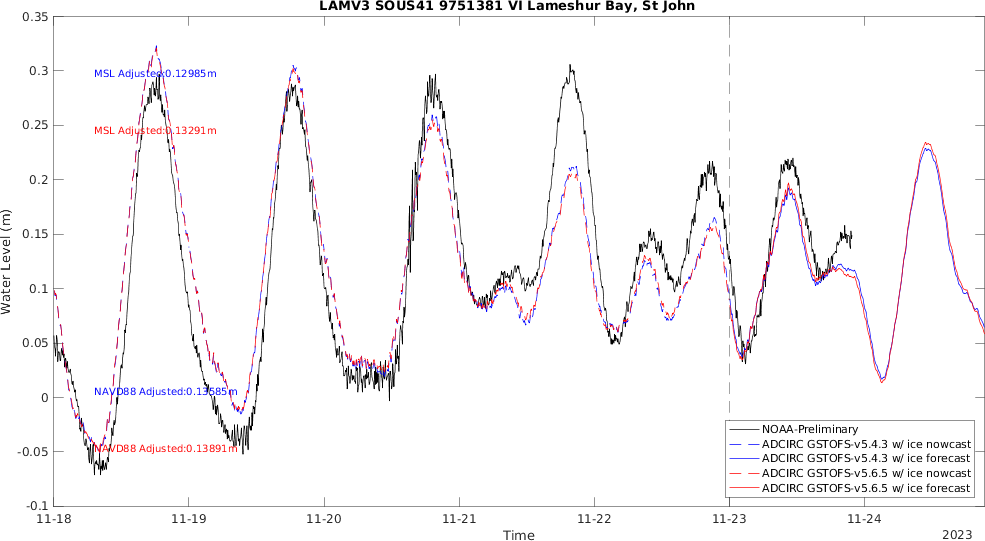 LAMV3 SOUS41 9751381 VI Lameshur Bay, St John
0.35
0.3
0.25
0.2
0.15
0.1
0.05
0
-0.05
-0.1
Water Level (m)
MSL Adjusted:0.12985m
MSL Adjusted:0.13291m
NAVD88 Adjusted:0.13585m
NAVD88 Adjusted:0.13891m
NOAA-Preliminary
ADCIRC GSTOFS-v5.4.3 w/ ice nowcast
ADCIRC GSTOFS-v5.4.3 w/ ice forecast
ADCIRC GSTOFS-v5.6.5 w/ ice nowcast
ADCIRC GSTOFS-v5.6.5 w/ ice forecast
11-18 11-19 11-20 11-21 11-22 11-23 11-24
Time
2023